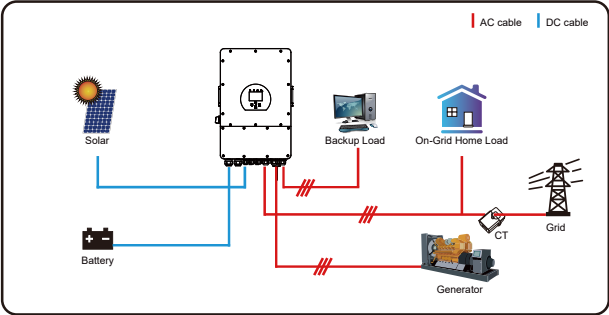 AC cable
DC cable
Solar
Backup Load
On-Grid Home Load
CT
Grid
Battery
Generator